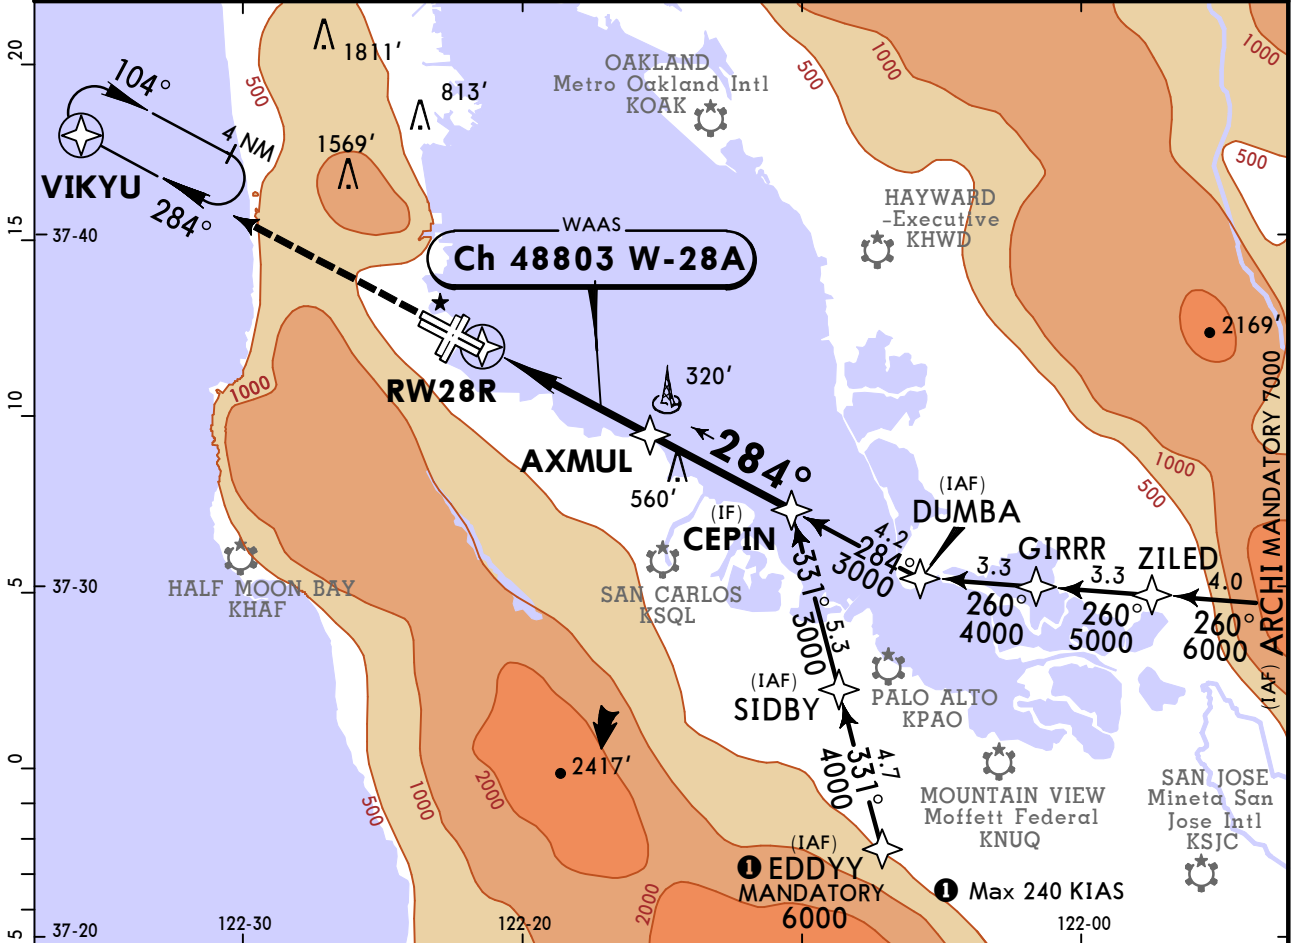 20
15
10
5
0
5
37-40
37-30
37-20
122-30
122-20
122-00
104°
4 NM
VIKYU
284°
500
1811'
813'
1569'
OAKLAND
Metro Oakland Intl
KOAK
500
1000
1000
500
HAYWARD
-Executive
KHWD
WAAS
Ch 48803 W-28A
2169'
RW28R
1000
320'
AXMUL
284°
560'
(IF)
CEPIN
1000
500
(IAF)
DUMBA
4.2
284°
3000
GIRRR
3.3
260°
4000
ZILED
3.3
260°
5000
4.0
260°
6000
(IAF) ARCHI MANDATORY 7000
HALF MOON BAY
KHAF
SAN CARLOS
KSQL
331°
5.3
3000
(IAF)
SIDBY
PALO ALTO
KPAO
4.7
331°
4000
2417'
2000
1000
500
2000
MOUNTAIN VIEW
Moffett Federal
KNUQ
SAN JOSE
Mineta San
Jose Intl
KSJC
(IAF)
1 EDDYY
MANDATORY
6000
1 Max 240 KIAS